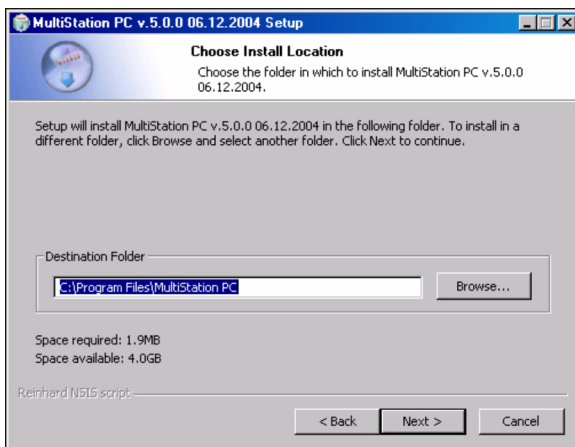 MultiStation PC v.5.0.0 06.12.2004 Setup
Choose Install Location
Choose the folder in which to install MultiStation PC v.5.0.0
06.12.2004.
Setup will install MultiStation PC v.5.0.0 06.12.2004 in the following folder. To install in a
different folder, click Browse and select another folder. Click Next to continue.
Destination Folder
C:\Program Files\MultiStation PC
Browse...
Space required: 1.9MB
Space available: 4.0GB
Reinhard NSIS script
< Back
Next >
Cancel